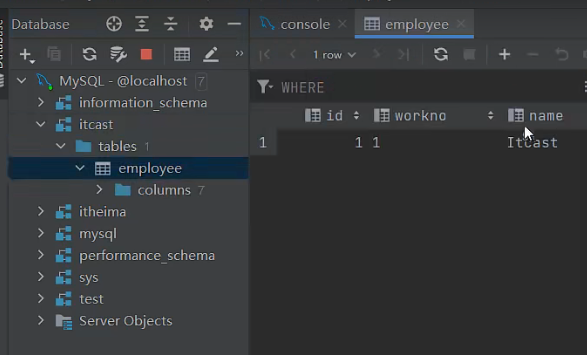 Database
Database
console
employee
1 row
MySQL - @localhost 7
information_schema
itcast
tables 1
employee
columns 7
itheima
mysql
performance_schema
sys
test
Server Objects
WHERE
id workno name
1 1 1 Itcast